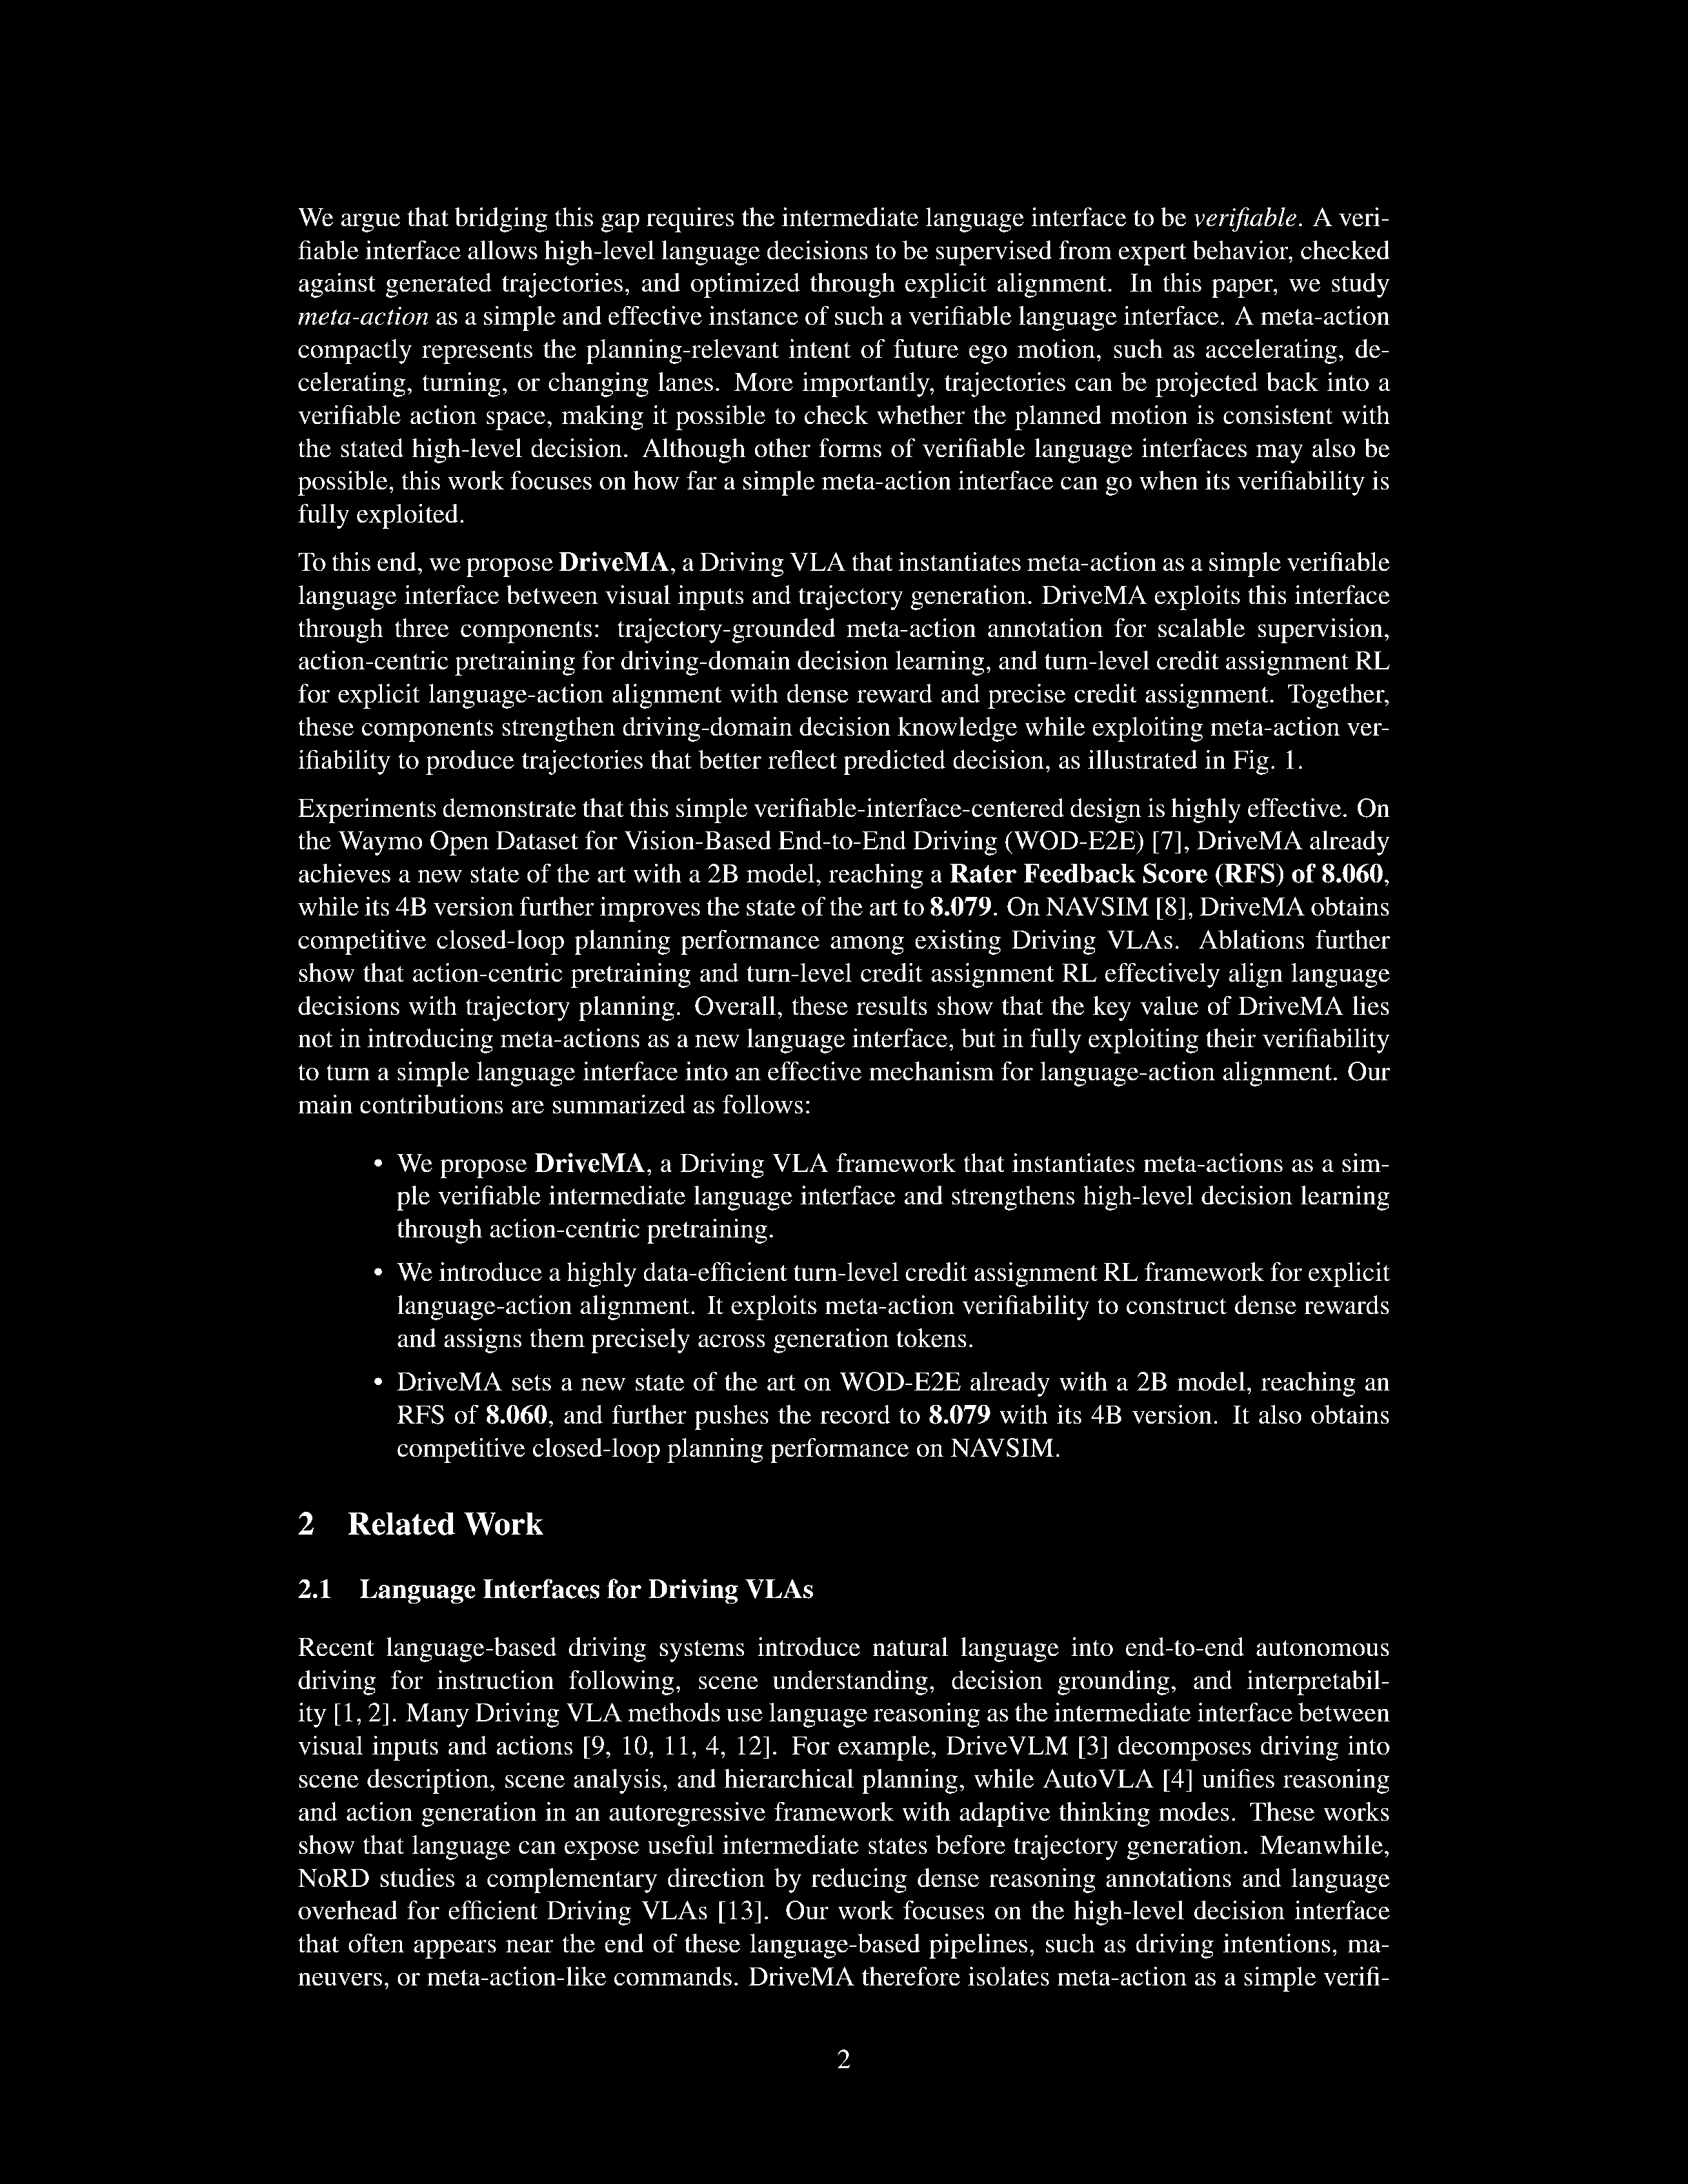 We argue that bridging this gap requires the intermediate language interface to be verifiable. A veri-
fiable interface allows high-level language decisions to be supervised from expert behavior, checked
against generated trajectories, and optimized through explicit alignment. In this paper, we study
meta-action as a simple and effective instance of such a verifiable language interface. A meta-action
compactly represents the planning-relevant intent of future ego motion, such as accelerating, de-
celerating, turning, or changing lanes. More importantly, trajectories can be projected back into a
verifiable action space, making it possible to check whether the planned motion is consistent with
the stated high-level decision. Although other forms of verifiable language interfaces may also be
possible, this work focuses on how far a simple meta-action interface can go when its verifiability is
fully exploited.
To this end, we propose DriveMA, a Driving VLA that instantiates meta-action as a simple verifiable
language interface between visual inputs and trajectory generation. DriveMA exploits this interface
through three components: trajectory-grounded meta-action annotation for scalable supervision,
action-centric pretraining for driving-domain decision learning, and turn-level credit assignment RL
for explicit language-action alignment with dense reward and precise credit assignment. Together,
these components strengthen driving-domain decision knowledge while exploiting meta-action ver-
ifiability to produce trajectories that better reflect predicted decision, as illustrated in Fig. 1.
Experiments demonstrate that this simple verifiable-interface-centered design is highly effective. On
the Waymo Open Dataset for Vision-Based End-to-End Driving (WOD-E2E) [7], DriveMA already
achieves a new state of the art with a 2B model, reaching a Rater Feedback Score (RFS) of 8.060,
while its 4B version further improves the state of the art to 8.079. On NAVSIM [8], DriveMA obtains
competitive closed-loop planning performance among existing Driving VLAs. Ablations further
show that action-centric pretraining and turn-level credit assignment RL effectively align language
decisions with trajectory planning. Overall, these results show that the key value of DriveMA lies
not in introducing meta-actions as a new language interface, but in fully exploiting their verifiability
to turn a simple language interface into an effective mechanism for language-action alignment. Our
main contributions are summarized as follows:
• We propose DriveMA, a Driving VLA framework that instantiates meta-actions as a sim-
ple verifiable intermediate language interface and strengthens high-level decision learning
through action-centric pretraining.
• We introduce a highly data-efficient turn-level credit assignment RL framework for explicit
language-action alignment. It exploits meta-action verifiability to construct dense rewards
and assigns them precisely across generation tokens.
• DriveMA sets a new state of the art on WOD-E2E already with a 2B model, reaching an
RFS of 8.060, and further pushes the record to 8.079 with its 4B version. It also obtains
competitive closed-loop planning performance on NAVSIM.
2 Related Work
2.1 Language Interfaces for Driving VLAs
Recent language-based driving systems introduce natural language into end-to-end autonomous
driving for instruction following, scene understanding, decision grounding, and interpretabil-
ity [1, 2]. Many Driving VLA methods use language reasoning as the intermediate interface between
visual inputs and actions [9, 10, 11, 4, 12]. For example, DriveVLM [3] decomposes driving into
scene description, scene analysis, and hierarchical planning, while AutoVLA [4] unifies reasoning
and action generation in an autoregressive framework with adaptive thinking modes. These works
show that language can expose useful intermediate states before trajectory generation. Meanwhile,
NoRD studies a complementary direction by reducing dense reasoning annotations and language
overhead for efficient Driving VLAs [13]. Our work focuses on the high-level decision interface
that often appears near the end of these language-based pipelines, such as driving intentions, ma-
neuvers, or meta-action-like commands. DriveMA therefore isolates meta-action as a simple verifi-
2